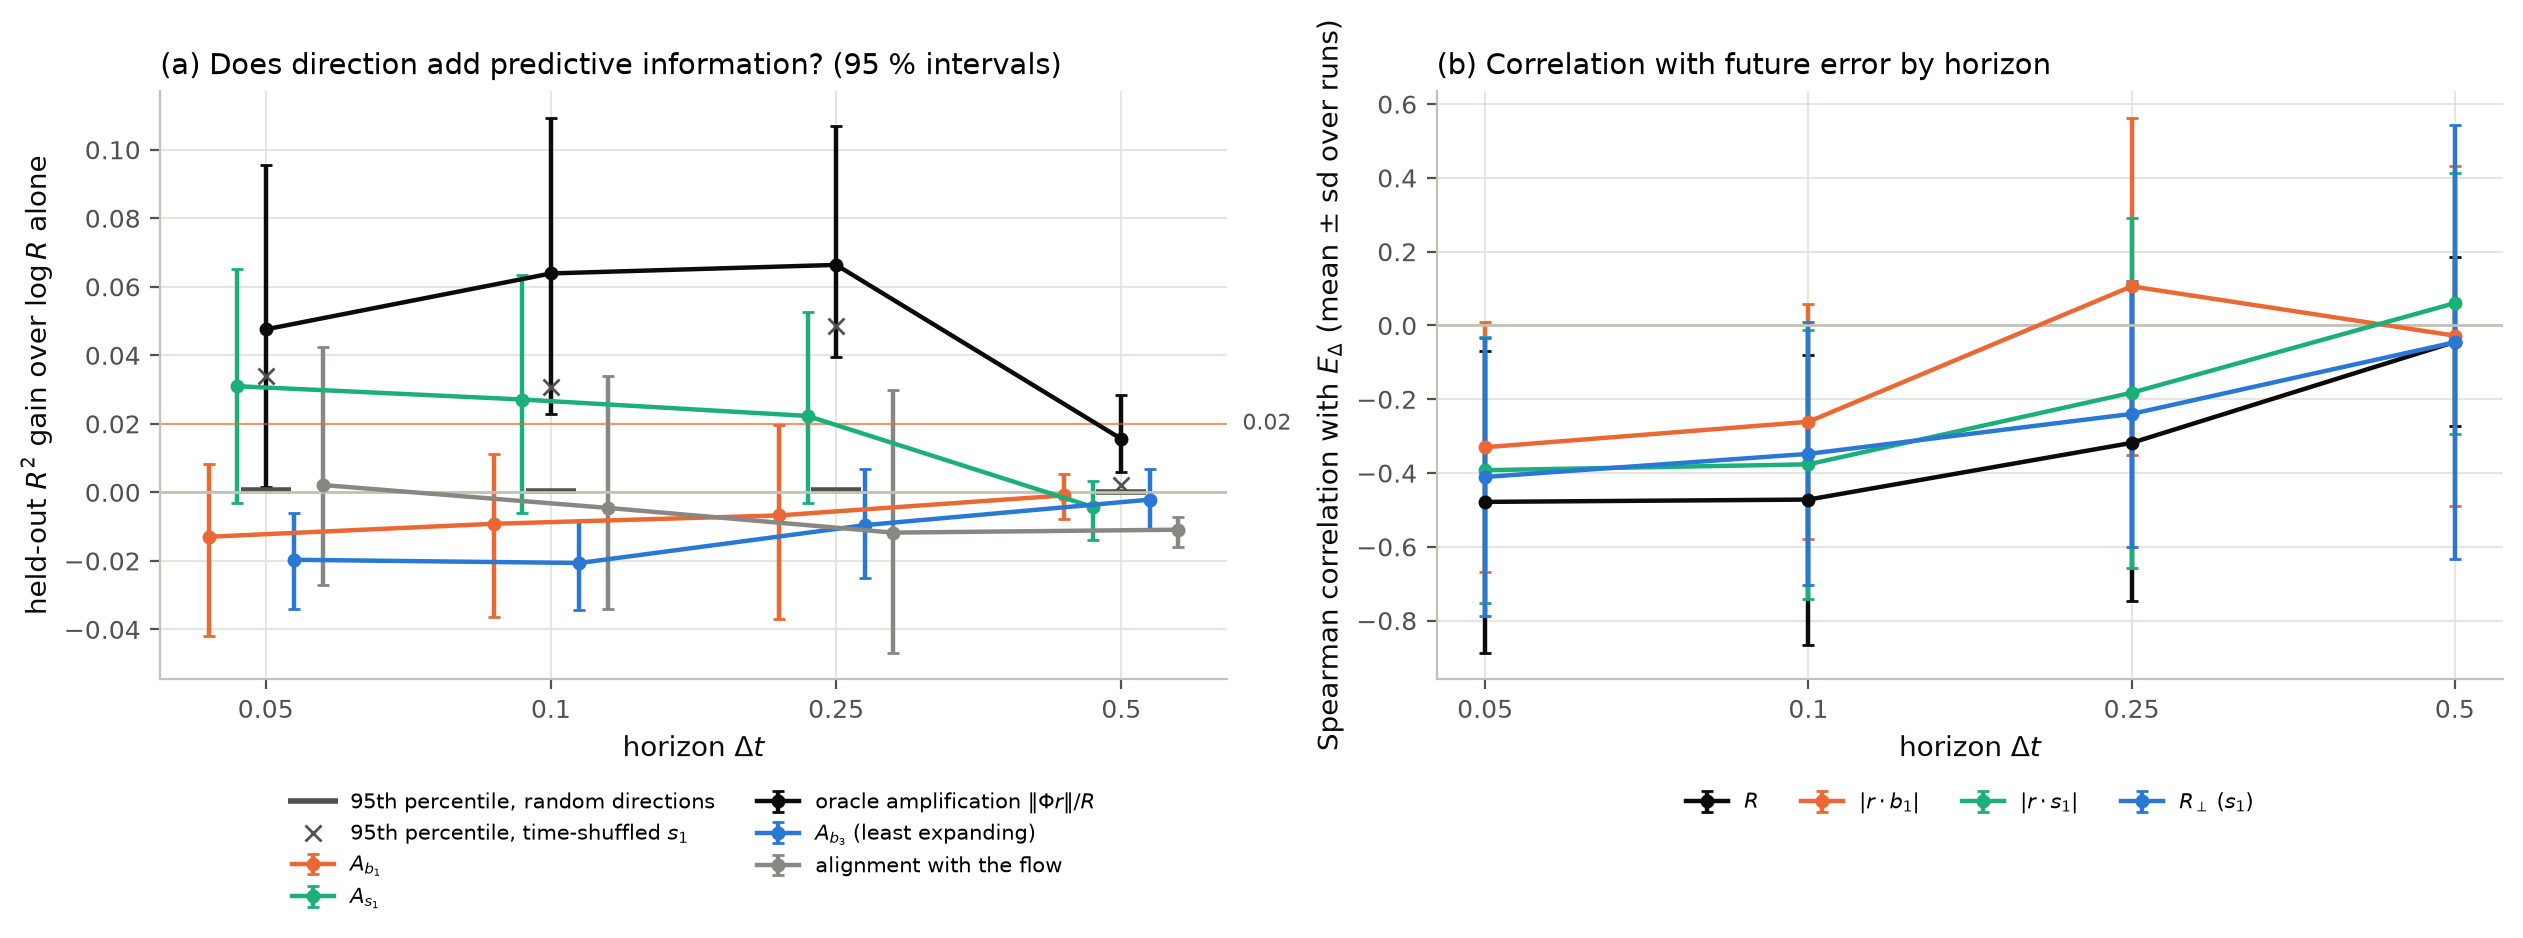 (a) Does direction add predictive information? (95 % intervals)
held-out R² gain over log R alone
0.10
0.08
0.06
0.04
0.02
0.00
−0.02
−0.04
0.02
0.05
0.1
0.25
0.5
horizon Δt
95th percentile, random directions
95th percentile, time-shuffled s₁
A_b₁
A_s₁
oracle amplification ‖Φr‖/R
A_b₃ (least expanding)
alignment with the flow
(b) Correlation with future error by horizon
Spearman correlation with E_Δ (mean ± sd over runs)
0.6
0.4
0.2
0.0
−0.2
−0.4
−0.6
−0.8
0.05
0.1
0.25
0.5
horizon Δt
R
|r · b₁|
|r · s₁|
R⊥ (s₁)